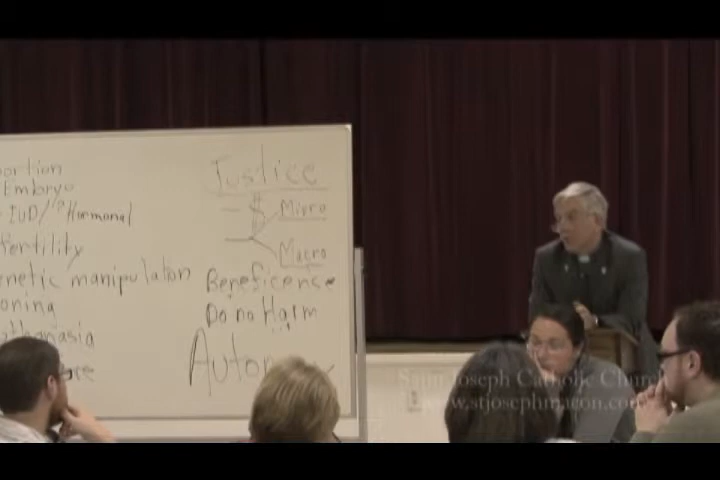 ortion
Embryo
- IUD/? Hormonal
fertility
enetic manipulation
oning
thanasia
Justice
- $
Micro
Macro
Beneficence
Do no Harm
Saint Joseph Catholic Church
www.stjosephmacon.com